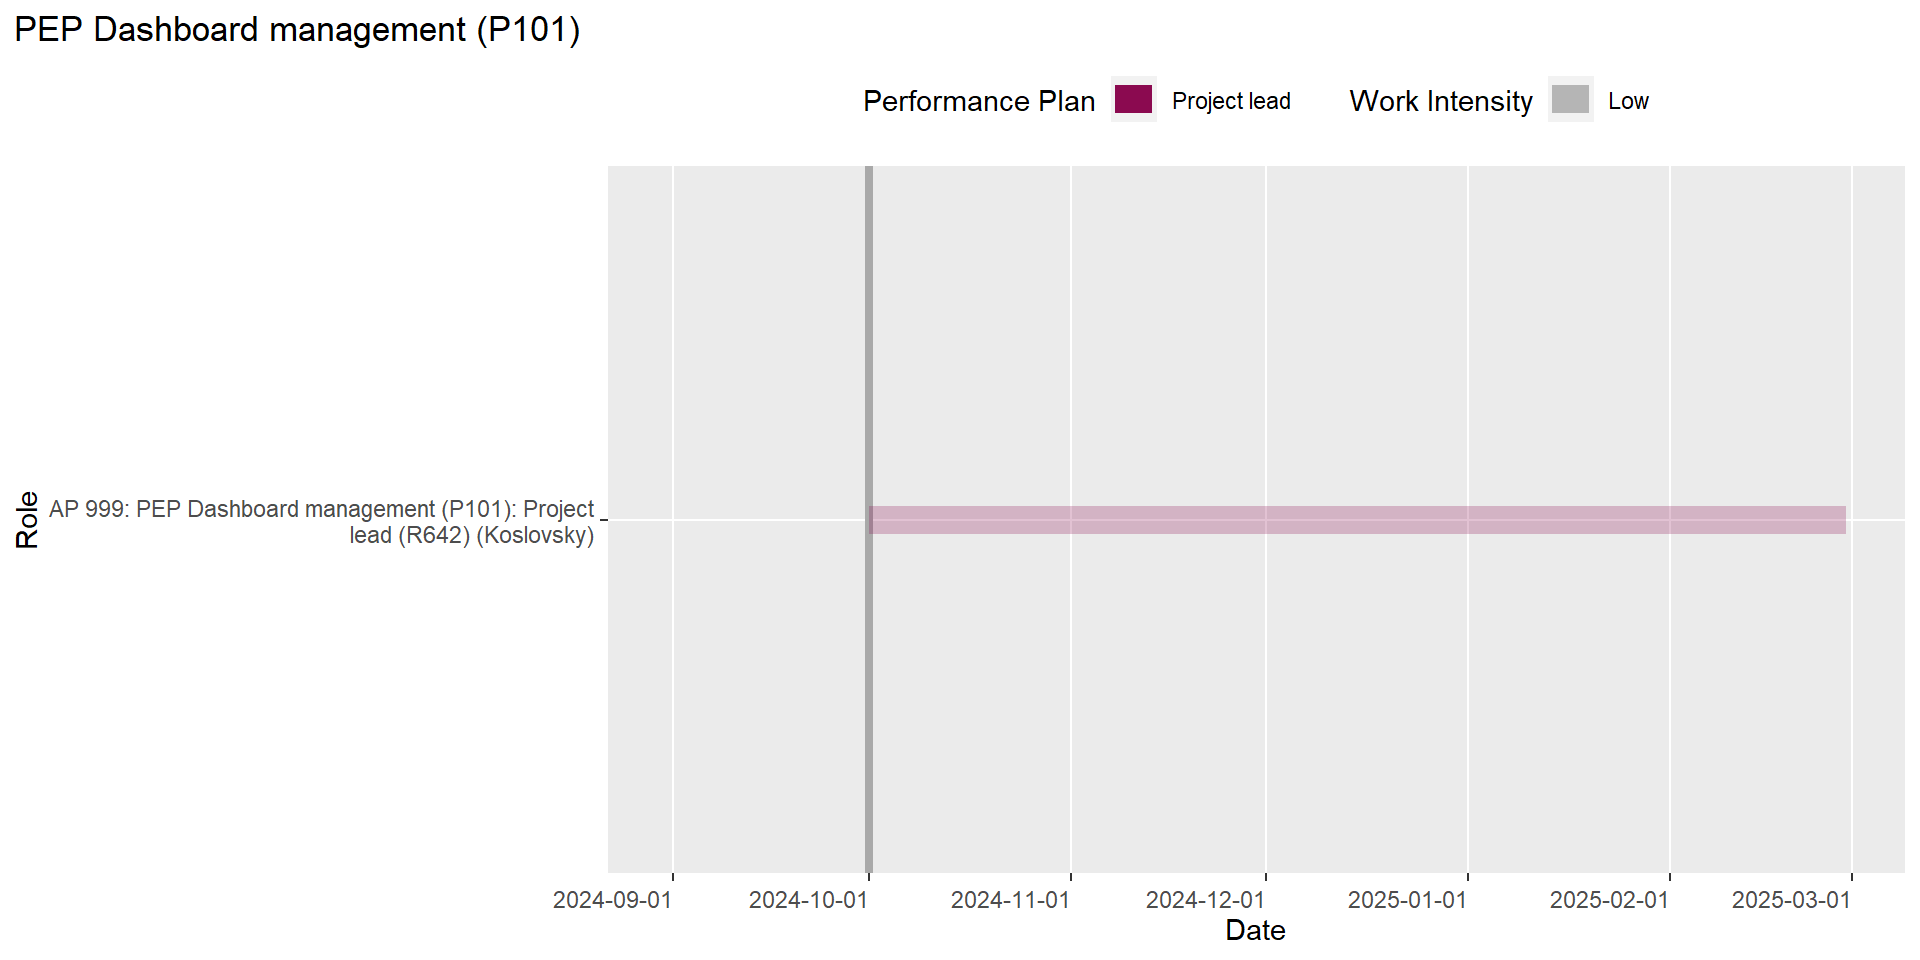 PEP Dashboard management (P101)
Performance Plan Project lead Work Intensity Low
Role
AP 999: PEP Dashboard management (P101): Project
lead (R642) (Koslovsky)
2024-09-01 2024-10-01 2024-11-01 2024-12-01 2025-01-01 2025-02-01 2025-03-01
Date